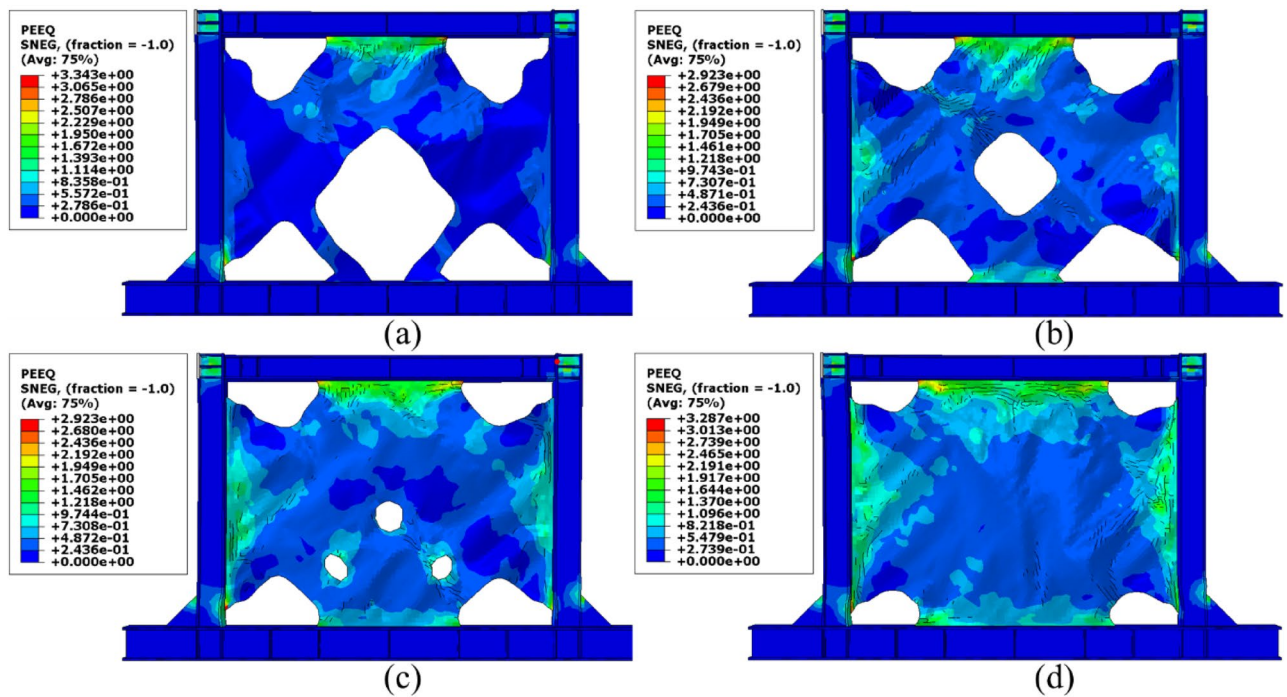 PEEQ
SNEG, (fraction = -1.0)
(Avg: 75%)
+3.343e+00
+3.065e+00
+2.786e+00
+2.507e+00
+2.229e+00
+1.950e+00
+1.672e+00
+1.393e+00
+1.114e+00
+8.358e-01
+5.572e-01
+2.786e-01
+0.000e+00
(a)
PEEQ
SNEG, (fraction = -1.0)
(Avg: 75%)
+2.923e+00
+2.679e+00
+2.436e+00
+2.192e+00
+1.949e+00
+1.705e+00
+1.461e+00
+1.218e+00
+9.743e-01
+7.307e-01
+4.871e-01
+2.436e-01
+0.000e+00
(b)
PEEQ
SNEG, (fraction = -1.0)
(Avg: 75%)
+2.923e+00
+2.680e+00
+2.436e+00
+2.192e+00
+1.949e+00
+1.705e+00
+1.462e+00
+1.218e+00
+9.744e-01
+7.308e-01
+4.872e-01
+2.436e-01
+0.000e+00
(c)
PEEQ
SNEG, (fraction = -1.0)
(Avg: 75%)
+3.287e+00
+3.013e+00
+2.739e+00
+2.465e+00
+2.191e+00
+1.917e+00
+1.644e+00
+1.370e+00
+1.096e+00
+8.218e-01
+5.479e-01
+2.739e-01
+0.000e+00
(d)